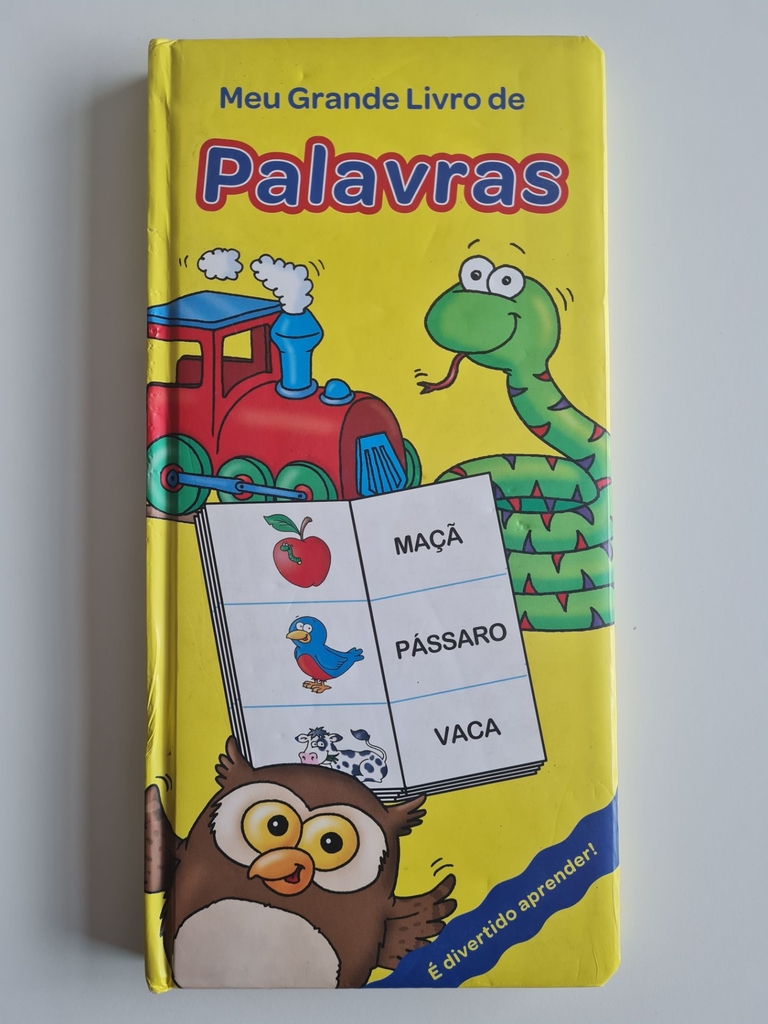 Meu Grande Livro de
Palavras
MAÇÃ
PÁSSARO
VACA
É divertido aprender!